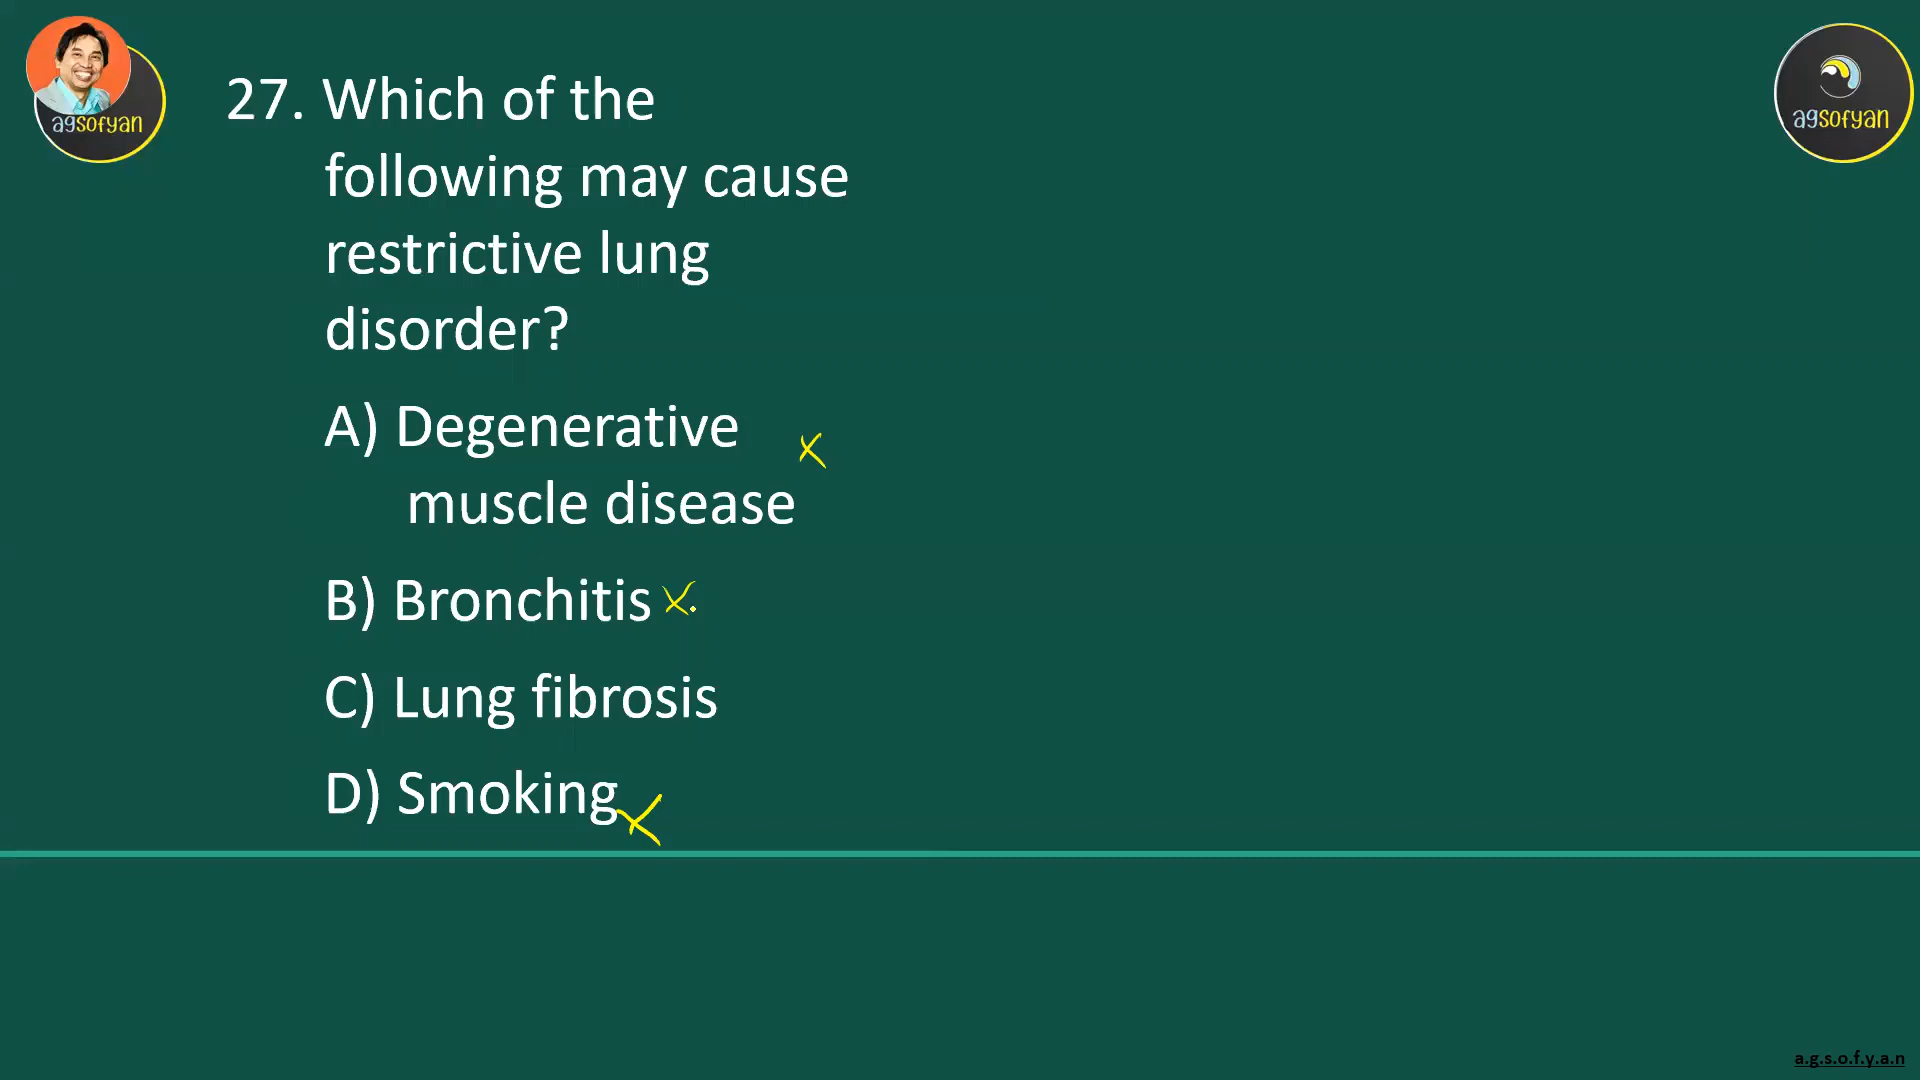 agsofyan
agsofyan
27. Which of the
following may cause
restrictive lung
disorder?
A) Degenerative
muscle disease
B) Bronchitis
C) Lung fibrosis
D) Smoking
a.g.s.o.f.y.a.n